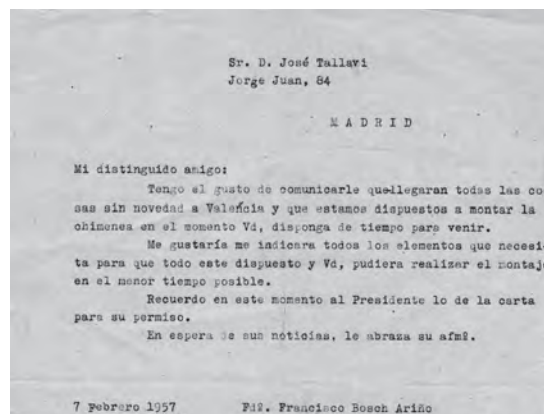 Sr. D. José Tallavi
Jorge Juan, 84
M A D R I D
Mi distinguido amigo:
Tengo el gusto de comunicarle que llegaran todas las co
sas sin novedad a Valencia y que estamos dispuestos a montar la
chimenea en el momento Vd, disponga de tiempo para venir.
Me gustaría me indicara todos los elementos que necesi
ta para que todo este dispuesto y Vd, pudiera realizar el montaj
en el menor tiempo posible.
Recuerdo en este momento al Presidente lo de la carta
para su permiso.
En espera de sus noticias, le abraza su afmº.
7 Febrero 1957 Fdº. Francisco Bosch Ariño